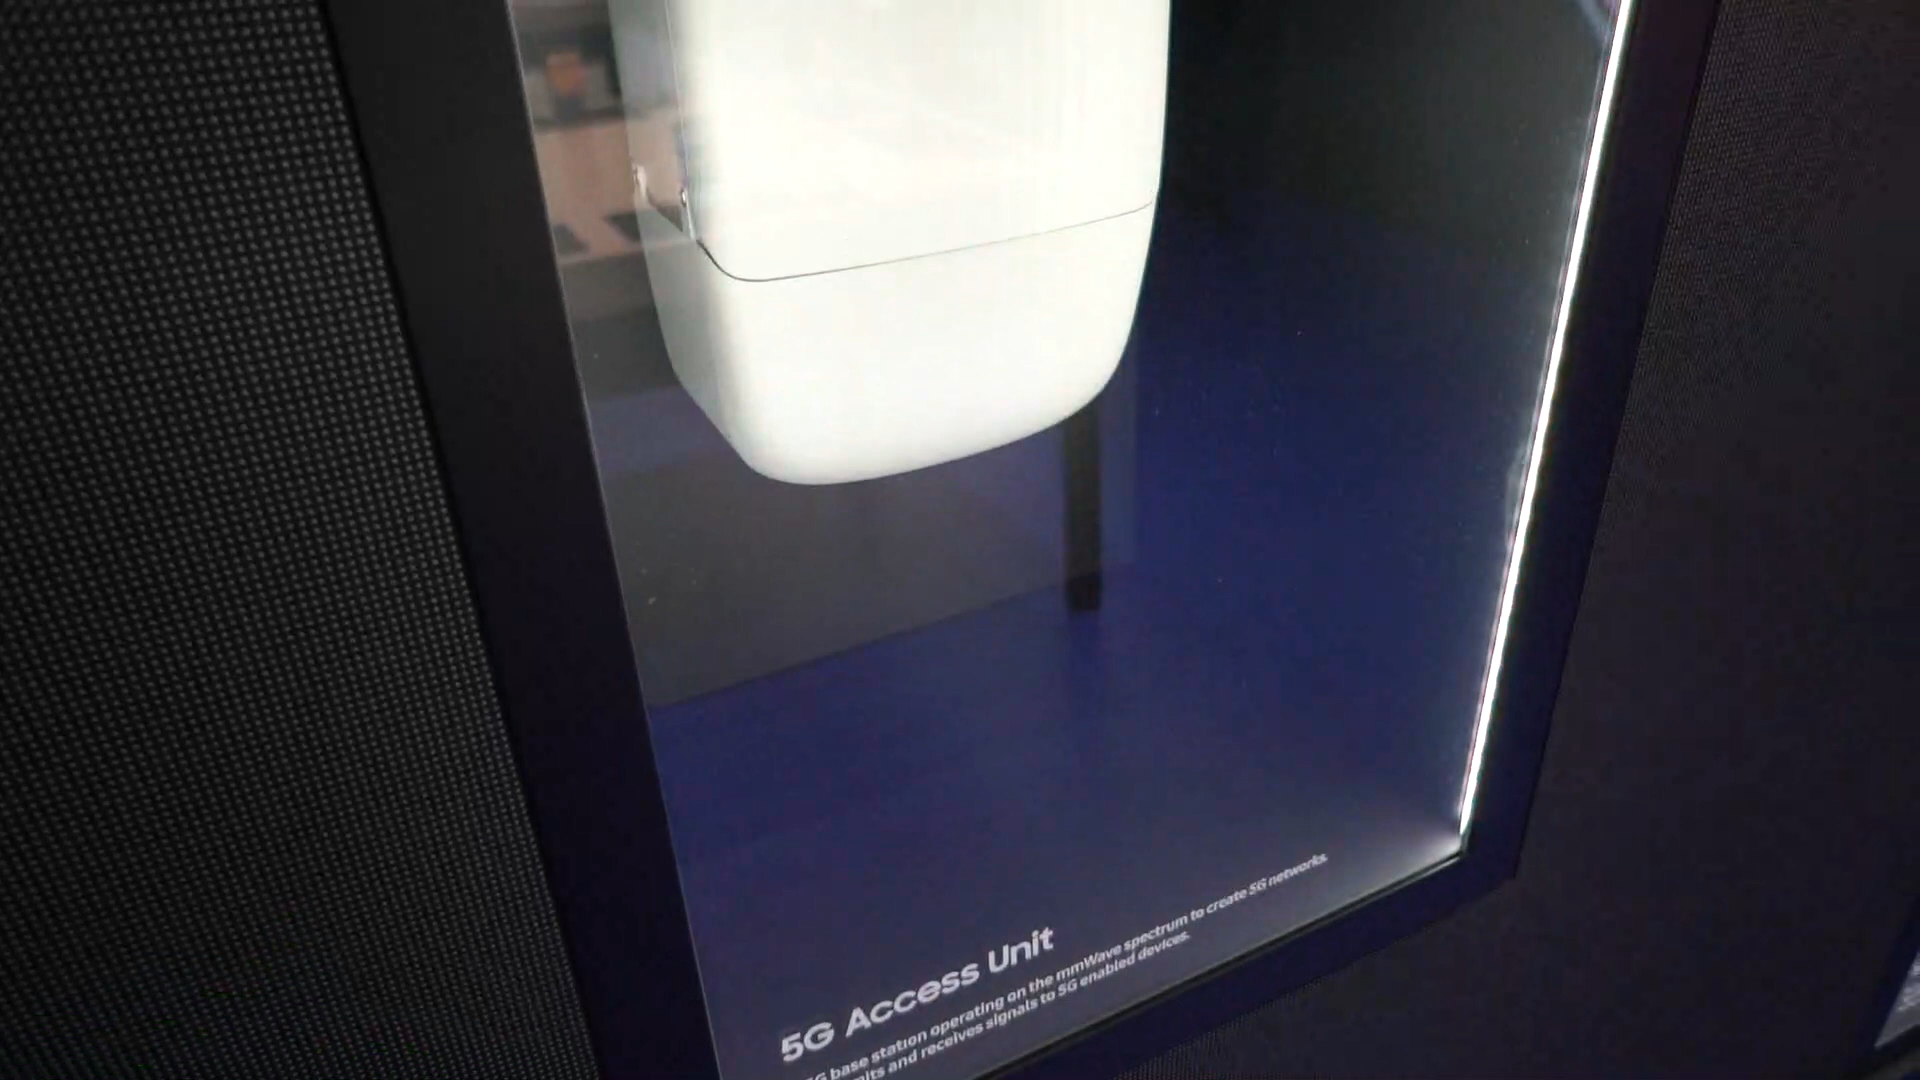 5G Access Unit
base station operating on the mmWave spectrum to create 5G networks.
and receives signals to 5G enabled devices.